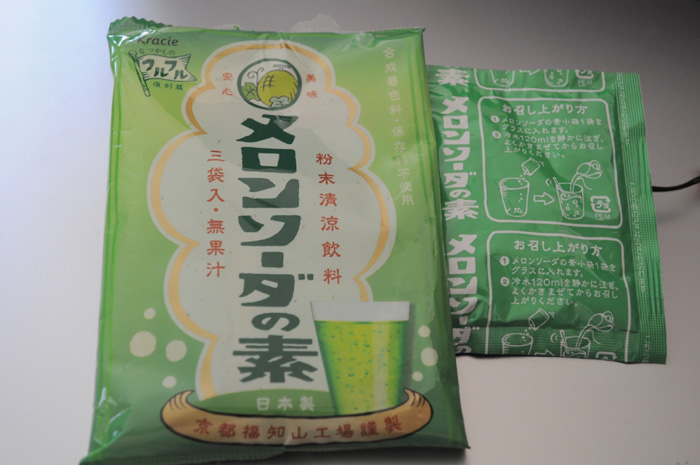 Kracie
なつかしの
フルフル
復刻版
安心
美味
合成着色料・保存料不使用
メロンソーダの素
粉末清涼飲料
三袋入・無果汁
日本製
京都福知山工場謹製
素
メロンソーダの素
メロン
お召し上がり方
❶メロンソーダの素小袋1袋を
グラスに入れます。
❷冷水120mlを静かに注ぎ、
よくかきまぜてからお召し
上がりください。
お召し上がり方
❶メロンソーダの素小袋1袋を
グラスに入れます。
❷冷水120mlを静かに注ぎ、
よくかきまぜてからお召し
上がりください。